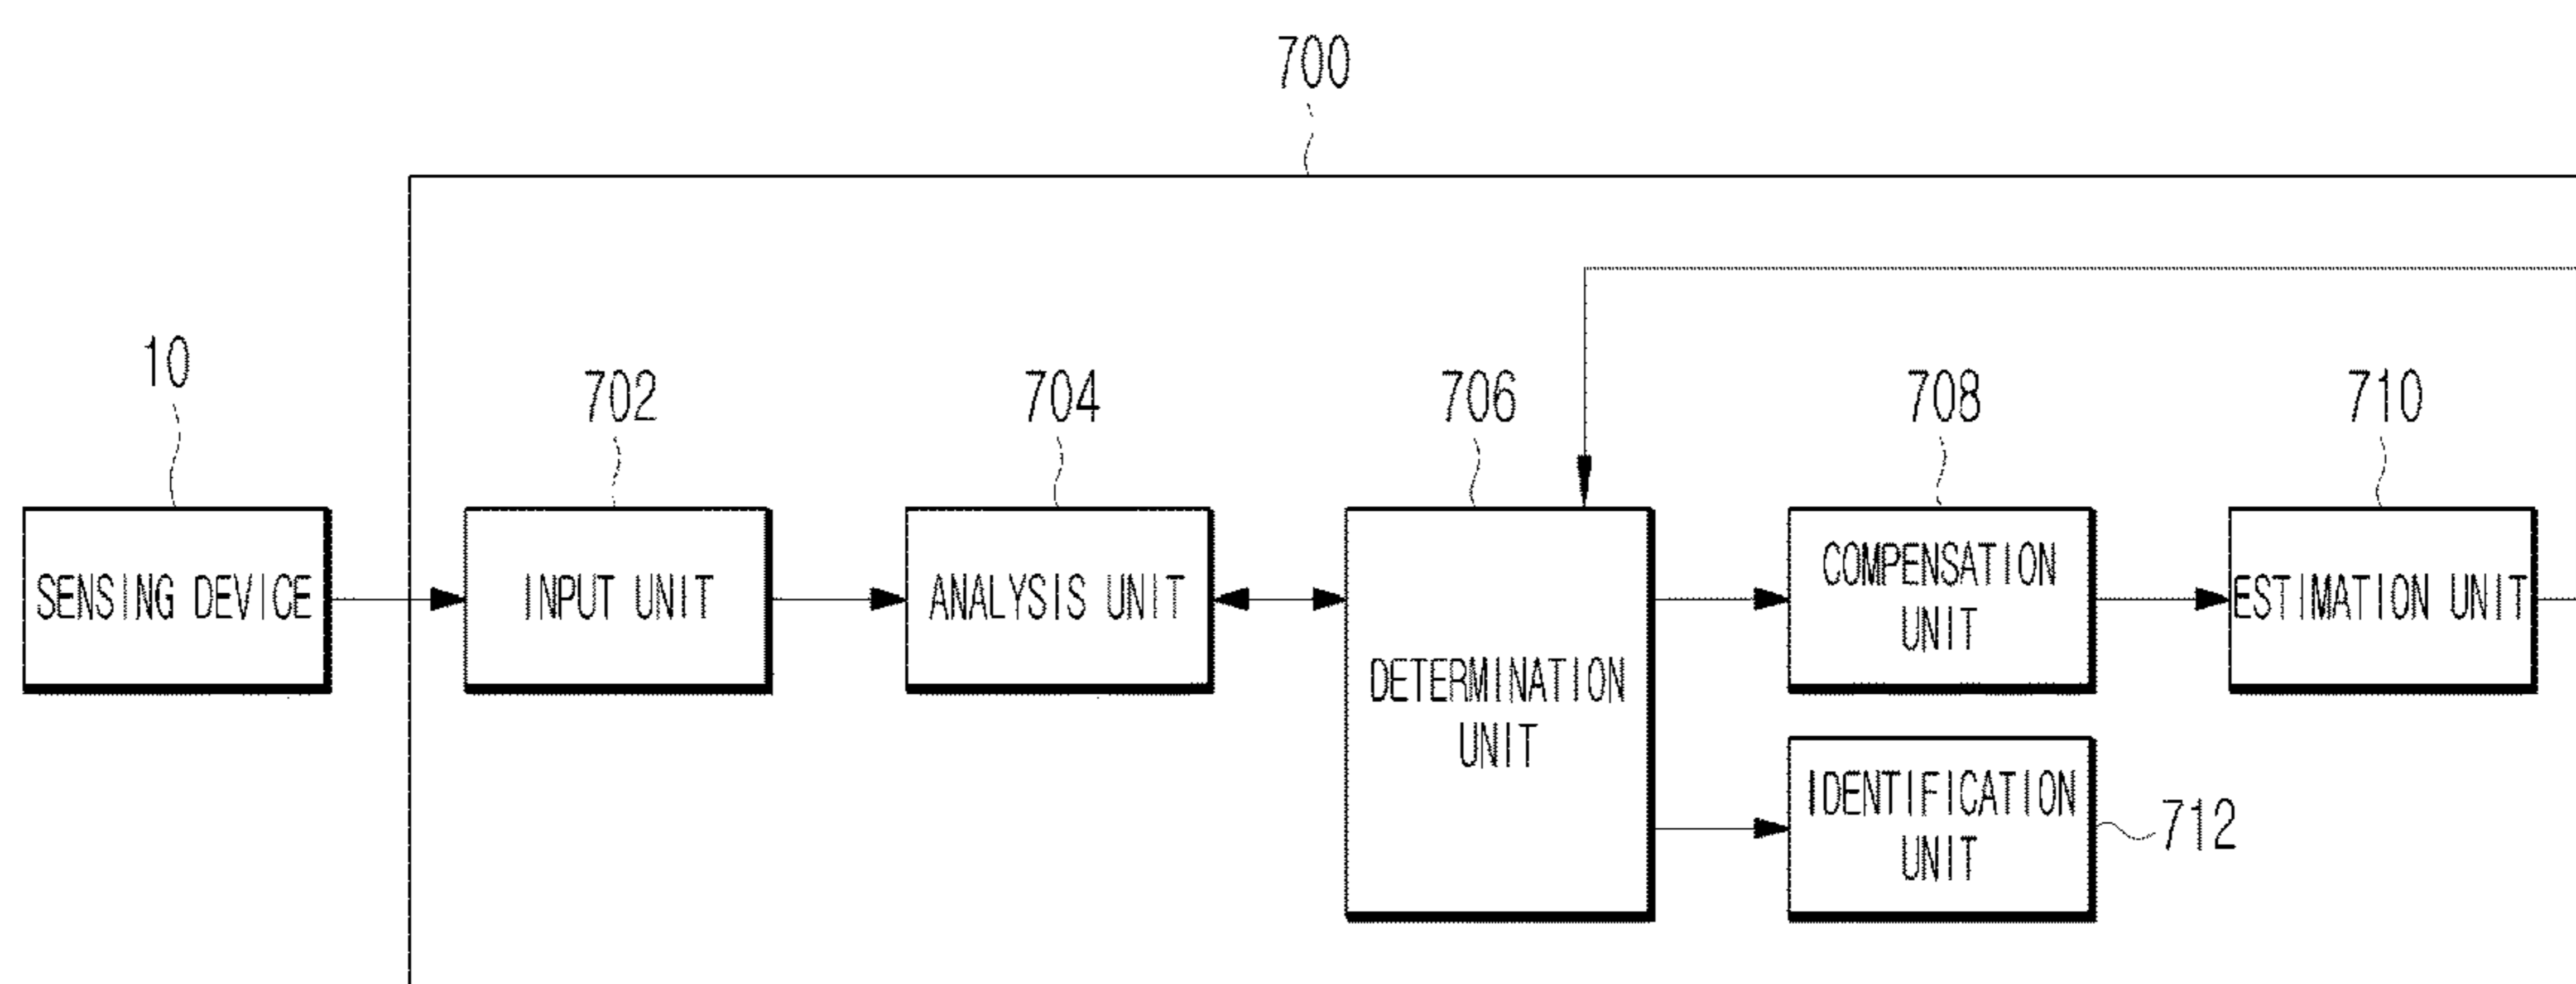 700
10
702
704
706
708
710
SENSING DEVICE
INPUT UNIT
ANALYSIS UNIT
DETERMINATION
UNIT
COMPENSATION
UNIT
ESTIMATION UNIT
IDENTIFICATION
UNIT
712